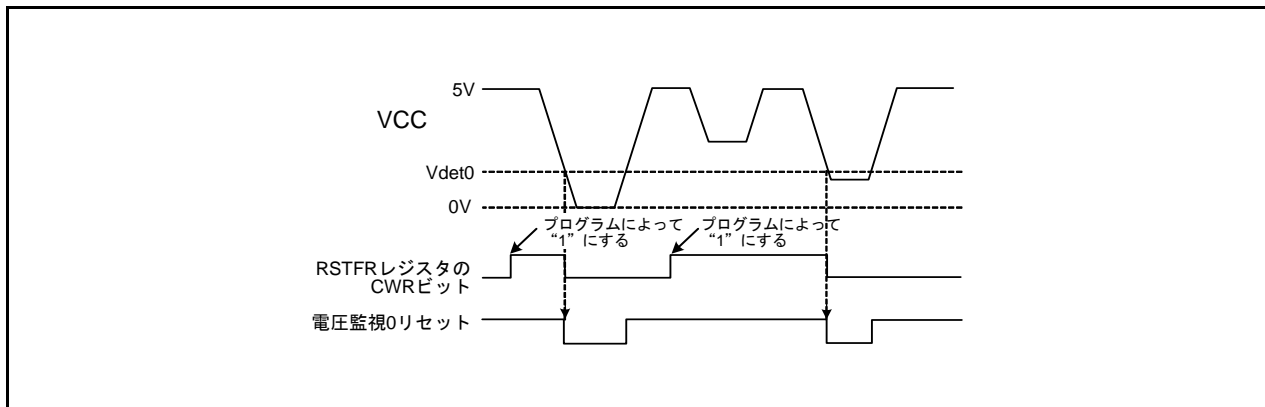 5V
VCC
Vdet0
0V
プログラムによって
“1”にする
プログラムによって
“1”にする
RSTFRレジスタの
CWRビット
電圧監視0リセット